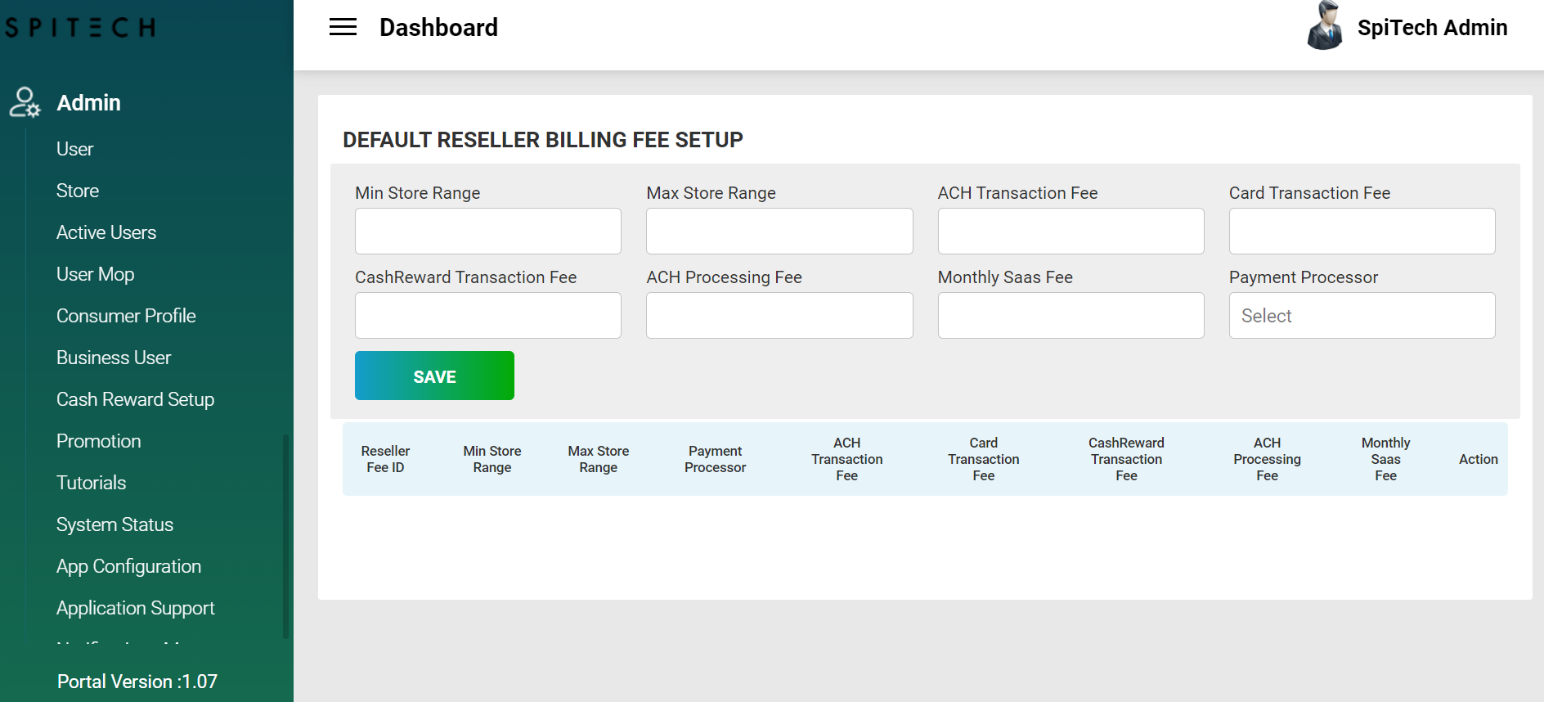 SPITECH
Dashboard
SpiTech Admin
Admin
User
Store
Active Users
User Mop
Consumer Profile
Business User
Cash Reward Setup
Promotion
Tutorials
System Status
App Configuration
Application Support
Portal Version :1.07
DEFAULT RESELLER BILLING FEE SETUP
Min Store Range
Max Store Range
ACH Transaction Fee
Card Transaction Fee
CashReward Transaction Fee
ACH Processing Fee
Monthly Saas Fee
Payment Processor
Select
SAVE
Reseller
Fee ID
Min Store
Range
Max Store
Range
Payment
Processor
ACH
Transaction
Fee
Card
Transaction
Fee
CashReward
Transaction
Fee
ACH
Processing
Fee
Monthly
Saas
Fee
Action